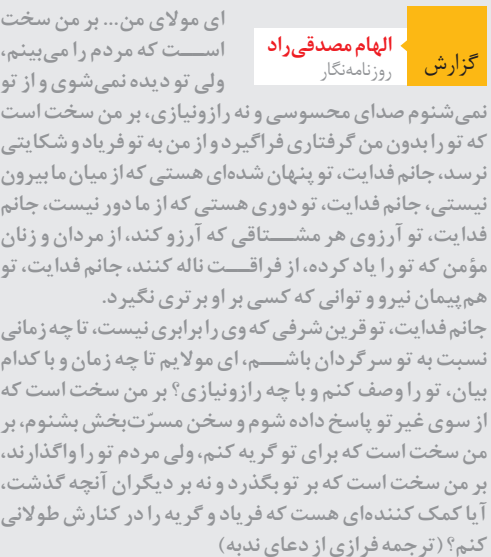 گزارش
الهام مصدقی‌راد
روزنامه‌نگار
ای مولای من... بر من سخت
است که مردم را می‌بینم،
ولی تو دیده نمی‌شوی و از تو
نمی‌شنوم صدای محسوسی و نه رازونیازی، بر من سخت است
که تو را بدون من گرفتاری فراگیرد و از من به تو فریاد و شکایتی
نرسد، جانم فدایت، تو پنهان شده‌ای هستی که از میان ما بیرون
نیستی، جانم فدایت، تو دوری هستی که از ما دور نیست، جانم
فدایت، تو آرزوی هر مشتاقی که آرزو کند، از مردان و زنان
مؤمن که تو را یاد کرده، از فراقت ناله کنند، جانم فدایت، تو
هم‌پیمان نیرو و توانی که کسی بر او برتری نگیرد.
جانم فدایت، تو قرین شرفی که وی را برابری نیست، تا چه زمانی
نسبت به تو سرگردان باشم، ای مولایم تا چه زمان و با کدام
بیان، تو را وصف کنم و با چه رازونیازی؟ بر من سخت است که
از سوی غیر تو پاسخ داده شوم و سخن مسرّت‌بخش بشنوم، بر
من سخت است که برای تو گریه کنم، ولی مردم تو را واگذارند،
بر من سخت است که بر تو بگذرد و نه بر دیگران آنچه گذشت،
آیا کمک کننده‌ای هست که فریاد و گریه را در کنارش طولانی
کنم؟ (ترجمه فرازی از دعای ندبه)